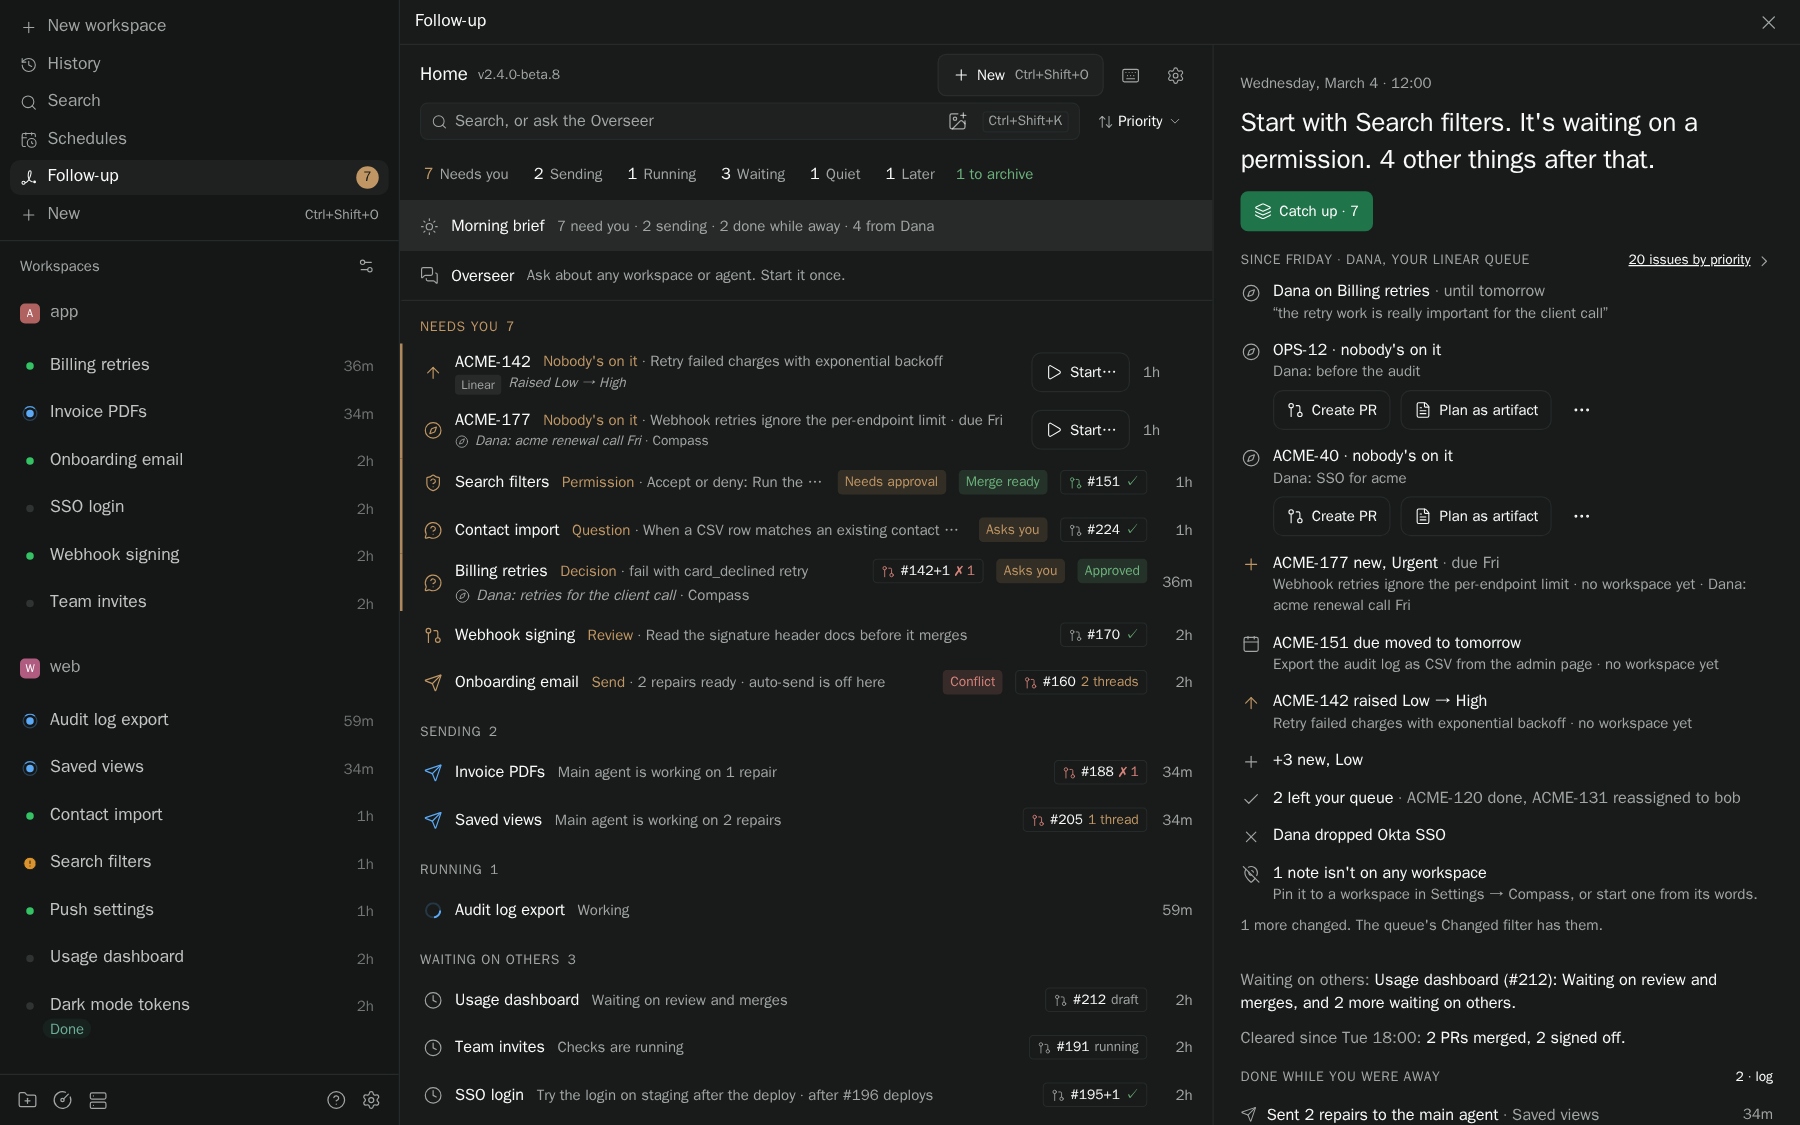 New workspace
History
Search
Schedules
Follow-up 7
New Ctrl+Shift+O
Workspaces
A app
Billing retries 36m
Invoice PDFs 34m
Onboarding email 2h
SSO login 2h
Webhook signing 2h
Team invites 2h
W web
Audit log export 59m
Saved views 34m
Contact import 1h
Search filters 1h
Push settings 1h
Usage dashboard 2h
Dark mode tokens 2h
Done
Follow-up
Home v2.4.0-beta.8
New Ctrl+Shift+O
Search, or ask the Overseer Ctrl+Shift+K
Priority
7 Needs you 2 Sending 1 Running 3 Waiting 1 Quiet 1 Later 1 to archive
Morning brief 7 need you · 2 sending · 2 done while away · 4 from Dana
Overseer Ask about any workspace or agent. Start it once.
NEEDS YOU 7
ACME-142 Nobody's on it · Retry failed charges with exponential backoff
Linear Raised Low → High
Start··· 1h
ACME-177 Nobody's on it · Webhook retries ignore the per-endpoint limit · due Fri
Dana: acme renewal call Fri · Compass
Start··· 1h
Search filters Permission · Accept or deny: Run the ··· Needs approval Merge ready #151 ✓ 1h
Contact import Question · When a CSV row matches an existing contact ··· Asks you #224 ✓ 1h
Billing retries Decision · fail with card_declined retry #142+1 ✗ 1 Asks you Approved 36m
Dana: retries for the client call · Compass
Webhook signing Review · Read the signature header docs before it merges #170 ✓ 2h
Onboarding email Send · 2 repairs ready · auto-send is off here Conflict #160 2 threads 2h
SENDING 2
Invoice PDFs Main agent is working on 1 repair #188 ✗ 1 34m
Saved views Main agent is working on 2 repairs #205 1 thread 34m
RUNNING 1
Audit log export Working 59m
WAITING ON OTHERS 3
Usage dashboard Waiting on review and merges #212 draft 2h
Team invites Checks are running #191 running 2h
SSO login Try the login on staging after the deploy · after #196 deploys #195+1 ✓ 2h
Wednesday, March 4 · 12:00
Start with Search filters. It's waiting on a
permission. 4 other things after that.
Catch up · 7
SINCE FRIDAY · DANA, YOUR LINEAR QUEUE 20 issues by priority
Dana on Billing retries · until tomorrow
“the retry work is really important for the client call”
OPS-12 · nobody's on it
Dana: before the audit
Create PR Plan as artifact ···
ACME-40 · nobody's on it
Dana: SSO for acme
Create PR Plan as artifact ···
ACME-177 new, Urgent · due Fri
Webhook retries ignore the per-endpoint limit · no workspace yet · Dana:
acme renewal call Fri
ACME-151 due moved to tomorrow
Export the audit log as CSV from the admin page · no workspace yet
ACME-142 raised Low → High
Retry failed charges with exponential backoff · no workspace yet
+3 new, Low
2 left your queue · ACME-120 done, ACME-131 reassigned to bob
Dana dropped Okta SSO
1 note isn't on any workspace
Pin it to a workspace in Settings → Compass, or start one from its words.
1 more changed. The queue's Changed filter has them.
Waiting on others: Usage dashboard (#212): Waiting on review and
merges, and 2 more waiting on others.
Cleared since Tue 18:00: 2 PRs merged, 2 signed off.
DONE WHILE YOU WERE AWAY 2 · log
Sent 2 repairs to the main agent · Saved views 34m